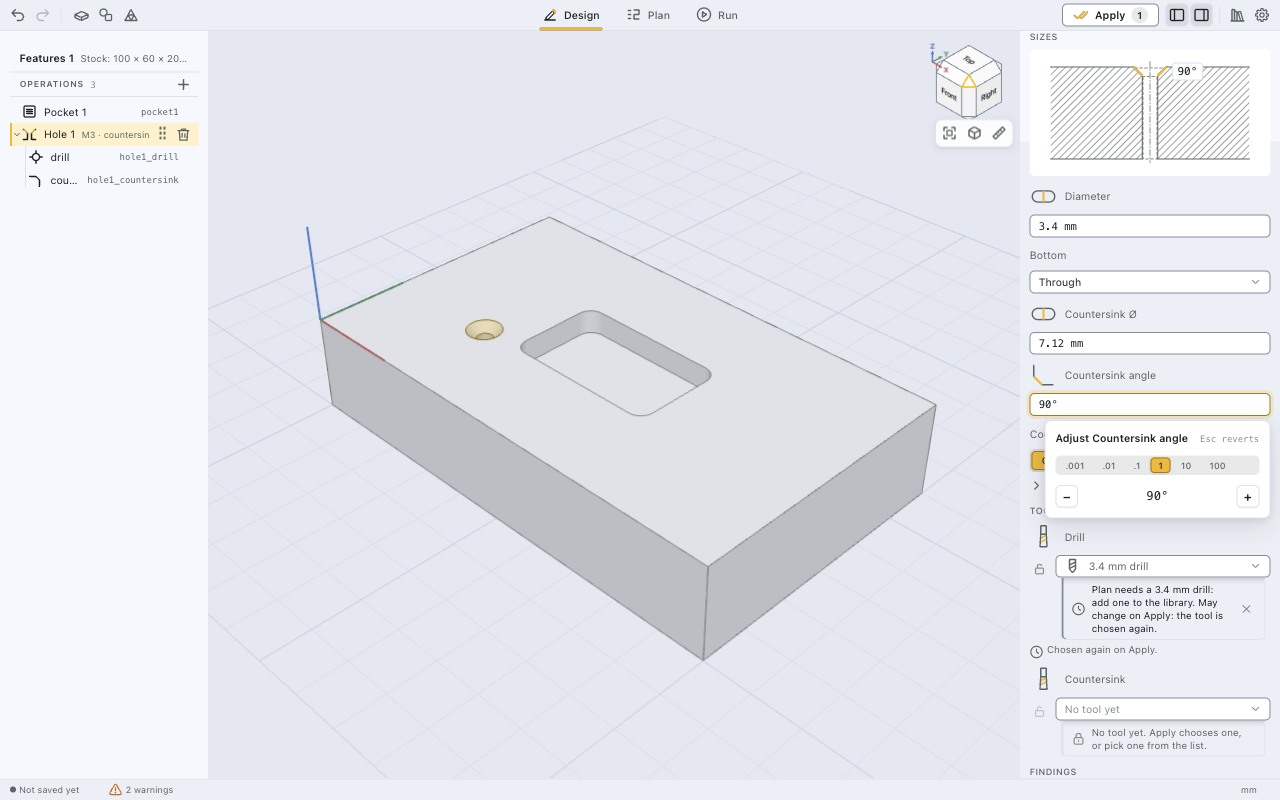 Design
Plan
Run
Apply 1
Features 1 Stock: 100 × 60 × 20...
OPERATIONS 3
Pocket 1 pocket1
Hole 1 M3 · countersin
drill hole1_drill
cou... hole1_countersink
Z
Y
X
Top
Front
Right
SIZES
90°
Diameter
3.4 mm
Bottom
Through
Countersink Ø
7.12 mm
Countersink angle
90°
Adjust Countersink angle Esc reverts
.001 .01 .1 1 10 100
− 90° +
Drill
3.4 mm drill
Plan needs a 3.4 mm drill:
add one to the library. May
change on Apply: the tool is
chosen again.
Chosen again on Apply.
Countersink
No tool yet
No tool yet. Apply chooses one,
or pick one from the list.
FINDINGS
Not saved yet
2 warnings
mm